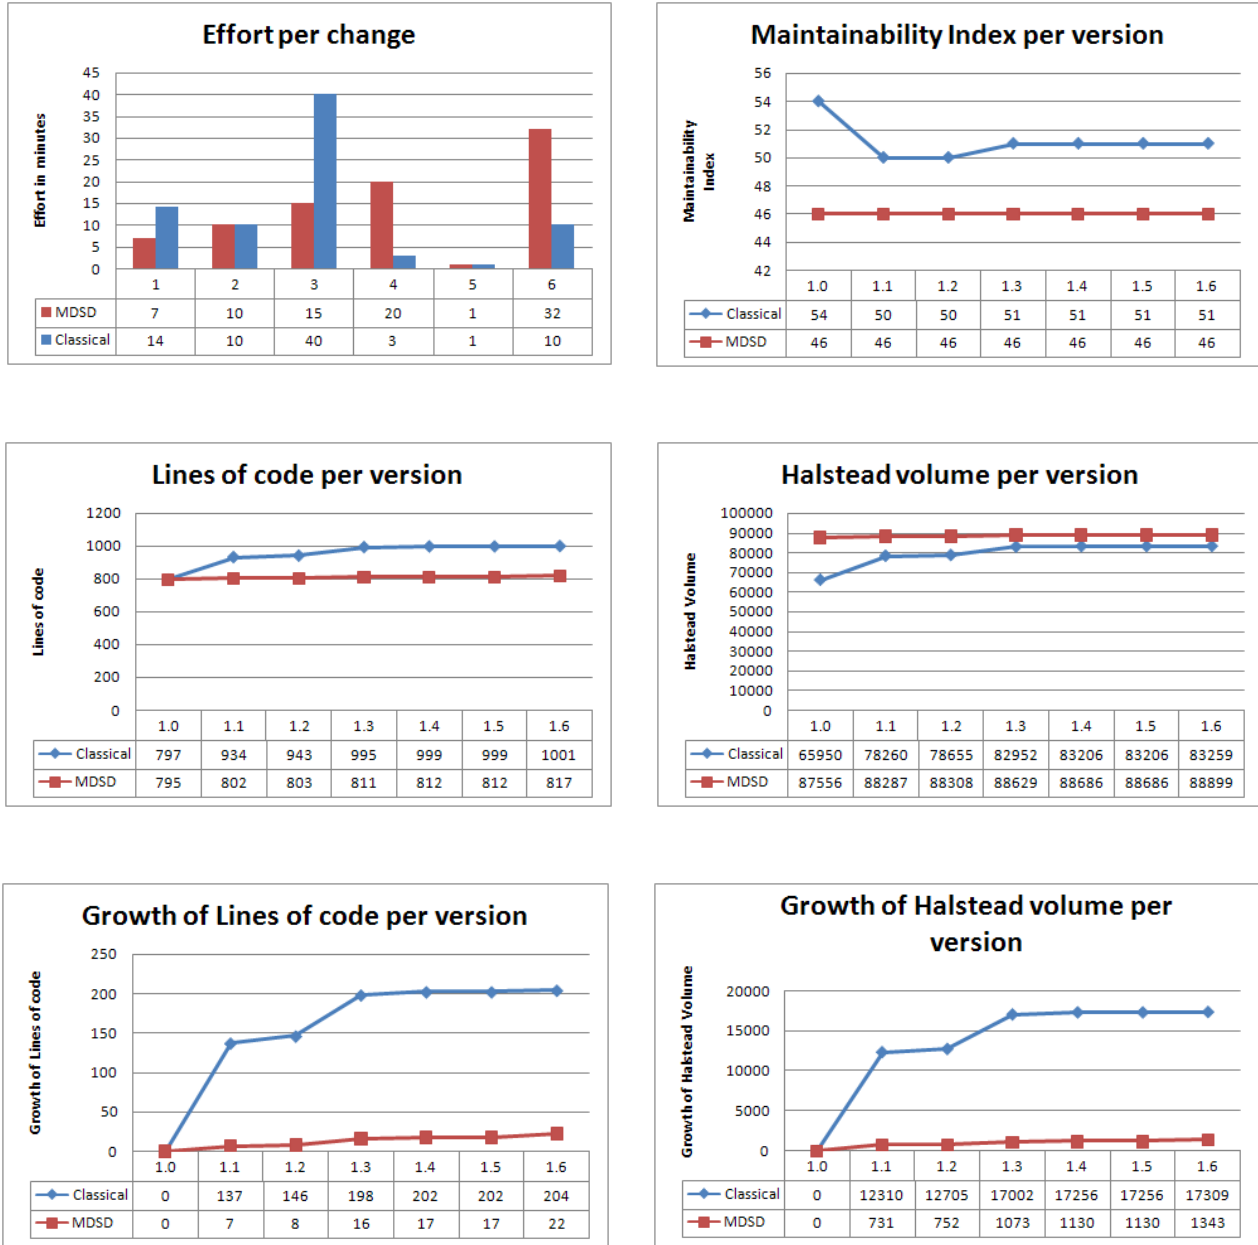 Effort per change
Effort in minutes
45
40
35
30
25
20
15
10
5
0
1 2 3 4 5 6
MDSD 7 10 15 20 1 32
Classical 14 10 40 3 1 10
Maintainability Index per version
Maintainability
Index
56
54
52
50
48
46
44
42
1.0 1.1 1.2 1.3 1.4 1.5 1.6
Classical 54 50 50 51 51 51 51
MDSD 46 46 46 46 46 46 46
Lines of code per version
Lines of code
1200
1000
800
600
400
200
0
1.0 1.1 1.2 1.3 1.4 1.5 1.6
Classical 797 934 943 995 999 999 1001
MDSD 795 802 803 811 812 812 817
Halstead volume per version
Halstead Volume
100000
90000
80000
70000
60000
50000
40000
30000
20000
10000
0
1.0 1.1 1.2 1.3 1.4 1.5 1.6
Classical 65950 78260 78655 82952 83206 83206 83259
MDSD 87556 88287 88308 88629 88686 88686 88899
Growth of Lines of code per version
Growth of Lines of code
250
200
150
100
50
0
1.0 1.1 1.2 1.3 1.4 1.5 1.6
Classical 0 137 146 198 202 202 204
MDSD 0 7 8 16 17 17 22
Growth of Halstead volume per
version
Growth of Halstead Volume
20000
15000
10000
5000
0
1.0 1.1 1.2 1.3 1.4 1.5 1.6
Classical 0 12310 12705 17002 17256 17256 17309
MDSD 0 731 752 1073 1130 1130 1343